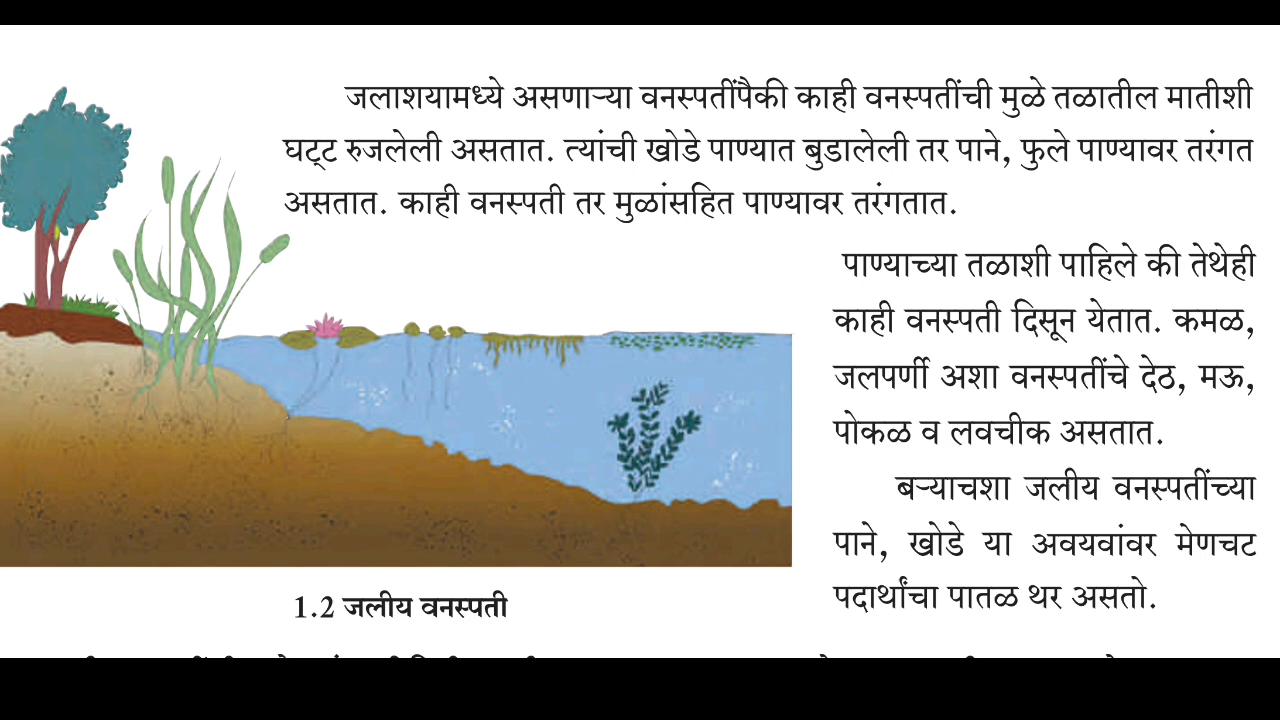 जलाशयामध्ये असणाऱ्या वनस्पतींपैकी काही वनस्पतींची मुळे तळातील मातीशी
घट्ट रुजलेली असतात. त्यांची खोडे पाण्यात बुडालेली तर पाने, फुले पाण्यावर तरंगत
असतात. काही वनस्पती तर मुळांसहित पाण्यावर तरंगतात.
पाण्याच्या तळाशी पाहिले की तेथेही
काही वनस्पती दिसून येतात. कमळ,
जलपर्णी अशा वनस्पतींचे देठ, मऊ,
पोकळ व लवचीक असतात.
बऱ्याचशा जलीय वनस्पतींच्या
पाने, खोडे या अवयवांवर मेणचट
पदार्थांचा पातळ थर असतो.
1.2 जलीय वनस्पती